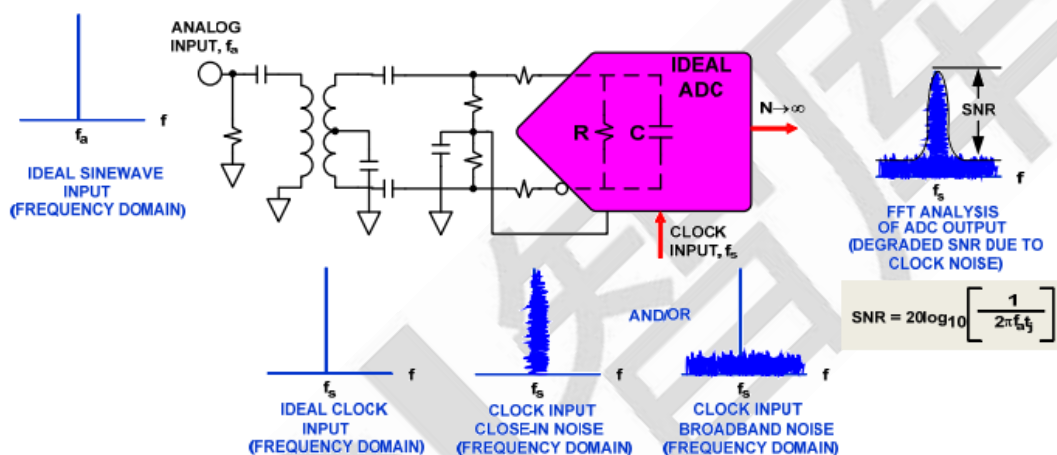 ANALOG
INPUT, fa
fa
f
IDEAL SINEWAVE
INPUT
(FREQUENCY DOMAIN)
IDEAL
ADC
R
C
N→∞
CLOCK
INPUT, fs
SNR
f
fs
FFT ANALYSIS
OF ADC OUTPUT
(DEGRADED SNR DUE TO
CLOCK NOISE)
SNR = 20log10 [ 1 / 2πfatj ]
fs
f
IDEAL CLOCK
INPUT
(FREQUENCY DOMAIN)
fs
f
CLOCK INPUT
CLOSE-IN NOISE
(FREQUENCY DOMAIN)
AND/OR
fs
f
CLOCK INPUT
BROADBAND NOISE
(FREQUENCY DOMAIN)